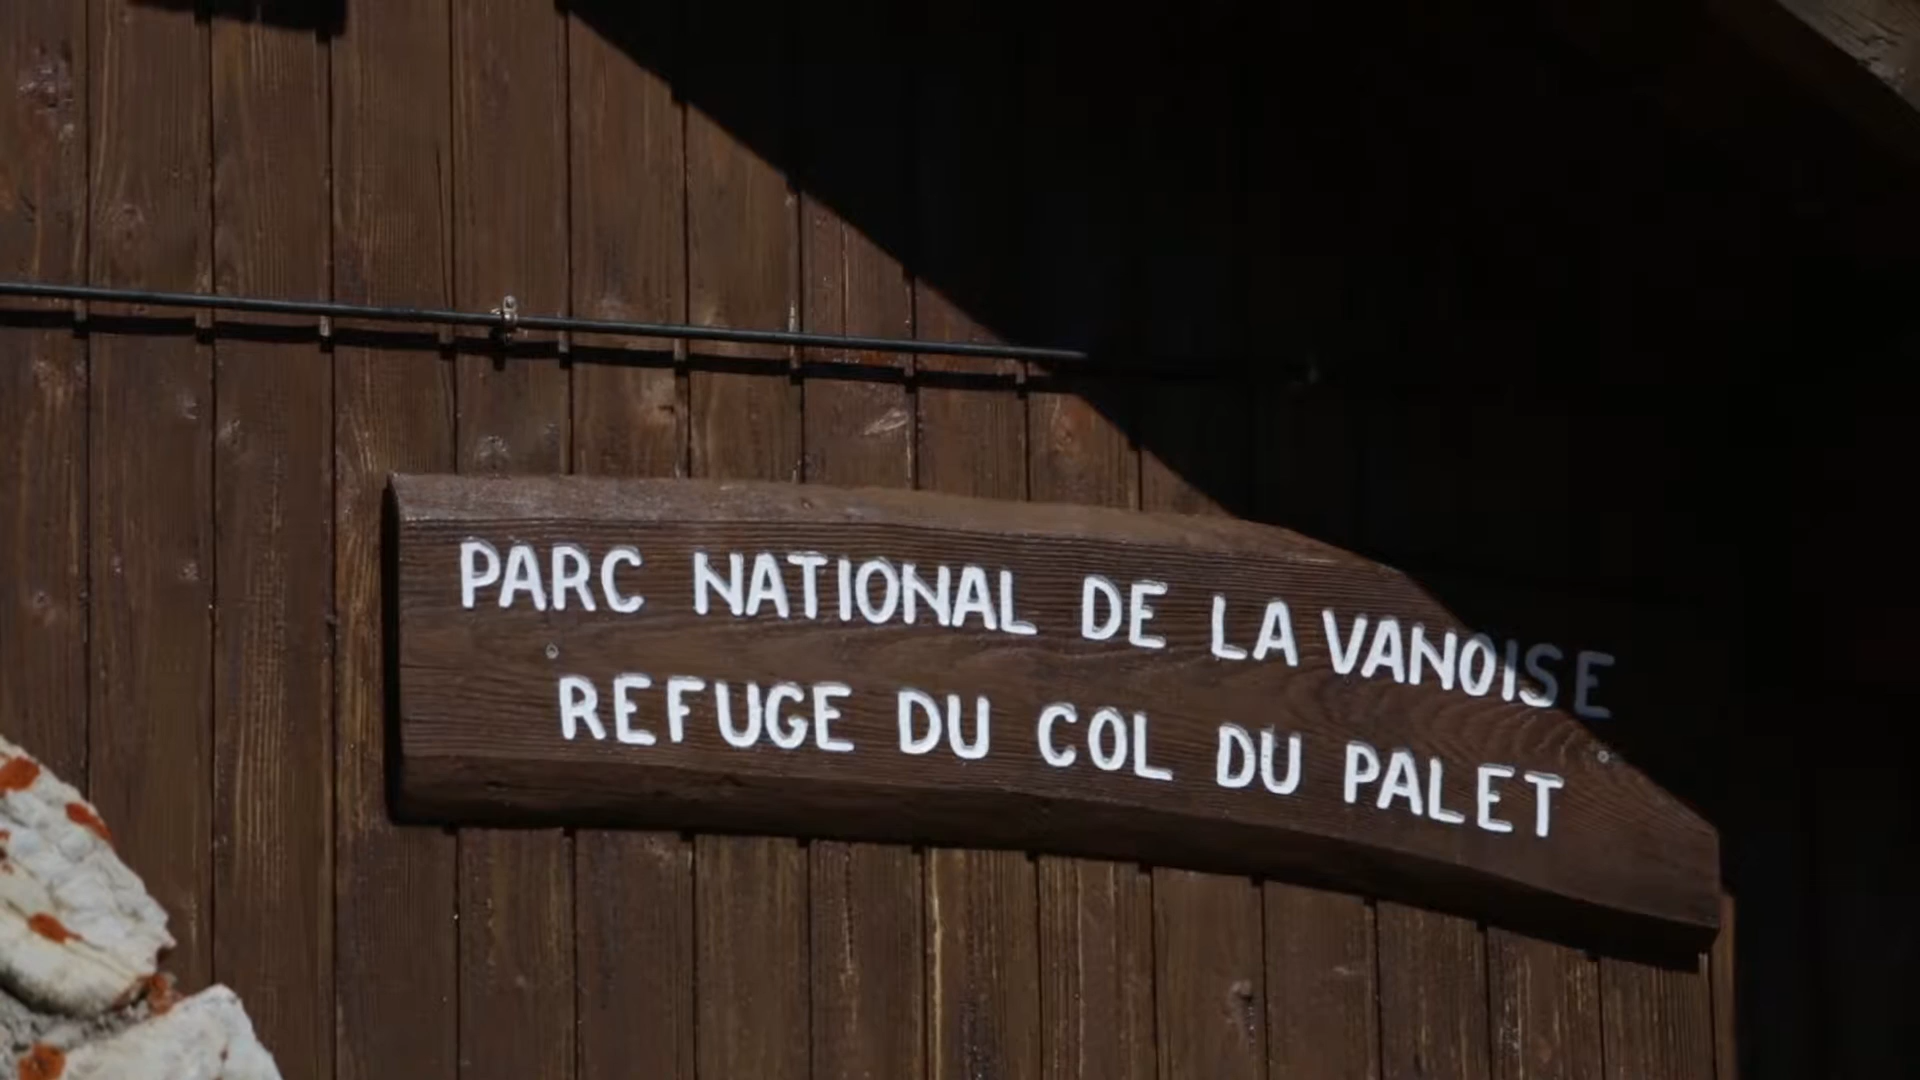 PARC NATIONAL DE LA VANOISE
REFUGE DU COL DU PALET